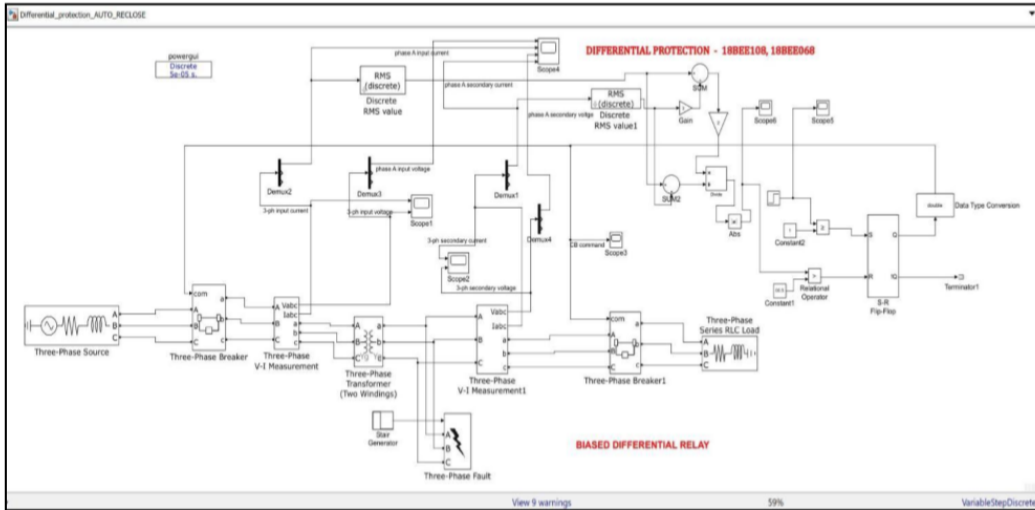 Differential_protection_AUTO_RECLOSE
powergui
Discrete
5e-05 s.
phase A input current
Scope4
DIFFERENTIAL PROTECTION - 18BEE108, 18BEE068
RMS
(discrete)
Discrete
RMS value
phase A secondary current
SUM
RMS
(discrete)
Discrete
RMS value1
phase A secondary voltge
Gain
Scope6
Scope5
Demux2
phase A input voltage
Demux3
Demux1
Divide
SUM2
3-ph input current
3-ph input voltage
Scope1
Demux4
Abs
double
Data Type Conversion
3-ph secondary current
CB command
Scope3
Constant2
Scope2
3-ph secondary voltage
S
Q
R
!Q
Relational
Operator
Constant1
S-R
Flip-Flop
Terminator1
com
A
B
C
a
b
c
Three-Phase Source
Three-Phase Breaker
Vabc
Iabc
A
B
C
a
b
c
Three-Phase
V-I Measurement
A
B
C
a
b
c
Three-Phase
Transformer
(Two Windings)
Vabc
Iabc
A
B
C
a
b
c
Three-Phase
V-I Measurement1
com
A
B
C
a
b
c
Three-Phase Breaker1
Three-Phase
Series RLC Load
A
B
C
Stair
Generator
A
B
C
Three-Phase Fault
BIASED DIFFERENTIAL RELAY
View 9 warnings
59%
VariableStepDiscrete